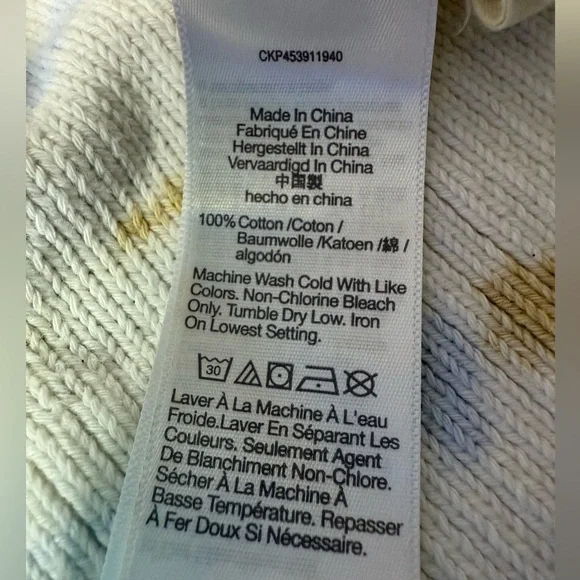 CKP453911940
Made In China
Fabriqué En Chine
Hergestellt In China
Vervaardigd In China
中国製
hecho en china
100% Cotton /Coton /
Baumwolle /Katoen /綿 /
algodón
Machine Wash Cold With Like
Colors. Non-Chlorine Bleach
Only. Tumble Dry Low. Iron
On Lowest Setting.
30
Laver À La Machine À L'eau
Froide.Laver En Séparant Les
Couleurs. Seulement Agent
De Blanchiment Non-Chlore.
Sécher À La Machine À
Basse Température. Repasser
À Fer Doux Si Nécessaire.